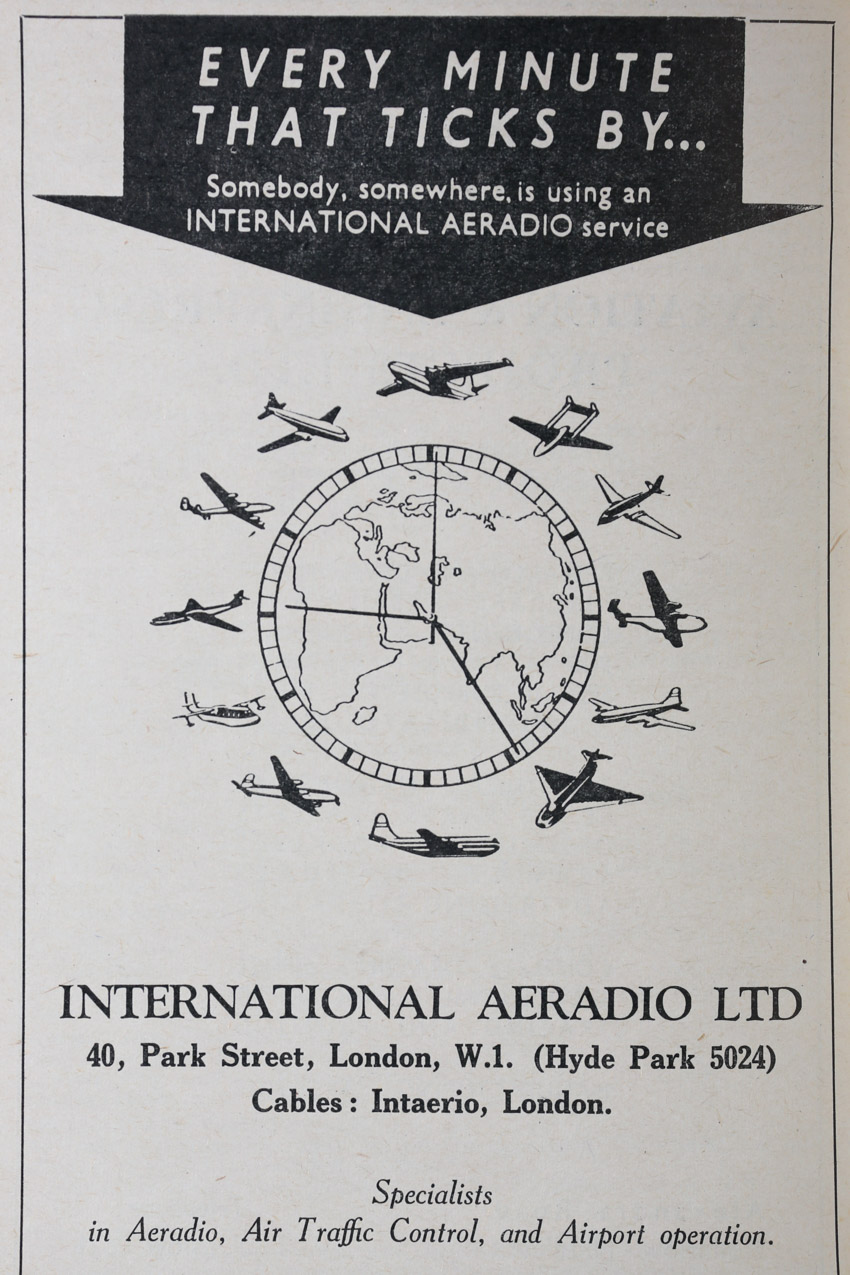 EVERY MINUTE
THAT TICKS BY...
Somebody, somewhere, is using an
INTERNATIONAL AERADIO service
INTERNATIONAL AERADIO LTD
40, Park Street, London, W.1. (Hyde Park 5024)
Cables : Intaerio, London.
Specialists
in Aeradio, Air Traffic Control, and Airport operation.